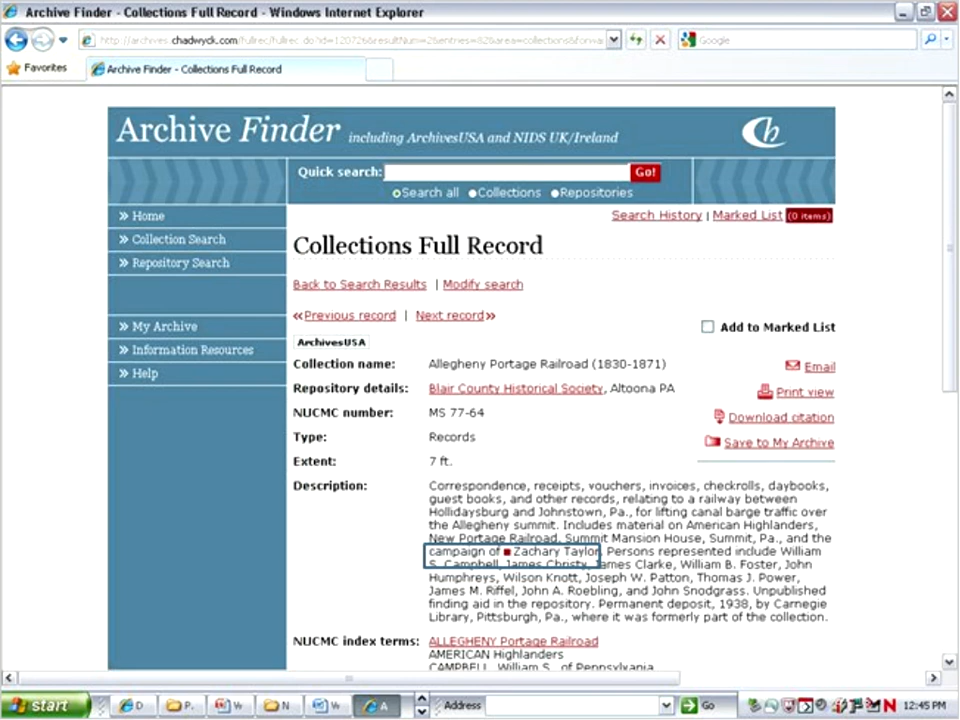 Archive Finder - Collections Full Record - Windows Internet Explorer
Google
Favorites
Archive Finder - Collections Full Record
Archive Finder including ArchivesUSA and NIDS UK/Ireland
Quick search:
Go!
Search all Collections Repositories
» Home
» Collection Search
» Repository Search
» My Archive
» Information Resources
» Help
Search History | Marked List (0 items)
Collections Full Record
Back to Search Results | Modify search
«Previous record | Next record»
Add to Marked List
ArchivesUSA
Collection name: Allegheny Portage Railroad (1830-1871)
Repository details: Blair County Historical Society, Altoona PA
NUCMC number: MS 77-64
Type: Records
Extent: 7 ft.
Email
Print view
Download citation
Save to My Archive
Description: Correspondence, receipts, vouchers, invoices, checkrolls, daybooks,
guest books, and other records, relating to a railway between
Hollidaysburg and Johnstown, Pa., for lifting canal barge traffic over
the Allegheny summit. Includes material on American Highlanders,
New Portage Railroad, Summit Mansion House, Summit, Pa., and the
campaign of Zachary Taylor. Persons represented include William
S. Campbell, James Christy, James Clarke, William B. Foster, John
Humphreys, Wilson Knott, Joseph W. Patton, Thomas J. Power,
James M. Riffel, John A. Roebling, and John Snodgrass. Unpublished
finding aid in the repository. Permanent deposit, 1938, by Carnegie
Library, Pittsburgh, Pa., where it was formerly part of the collection.
NUCMC index terms: ALLEGHENY Portage Railroad
AMERICAN Highlanders
CAMPBELL, William S., of Pennsylvania
start
D
P.
W
N
W
A
Address
Go
12:45 PM